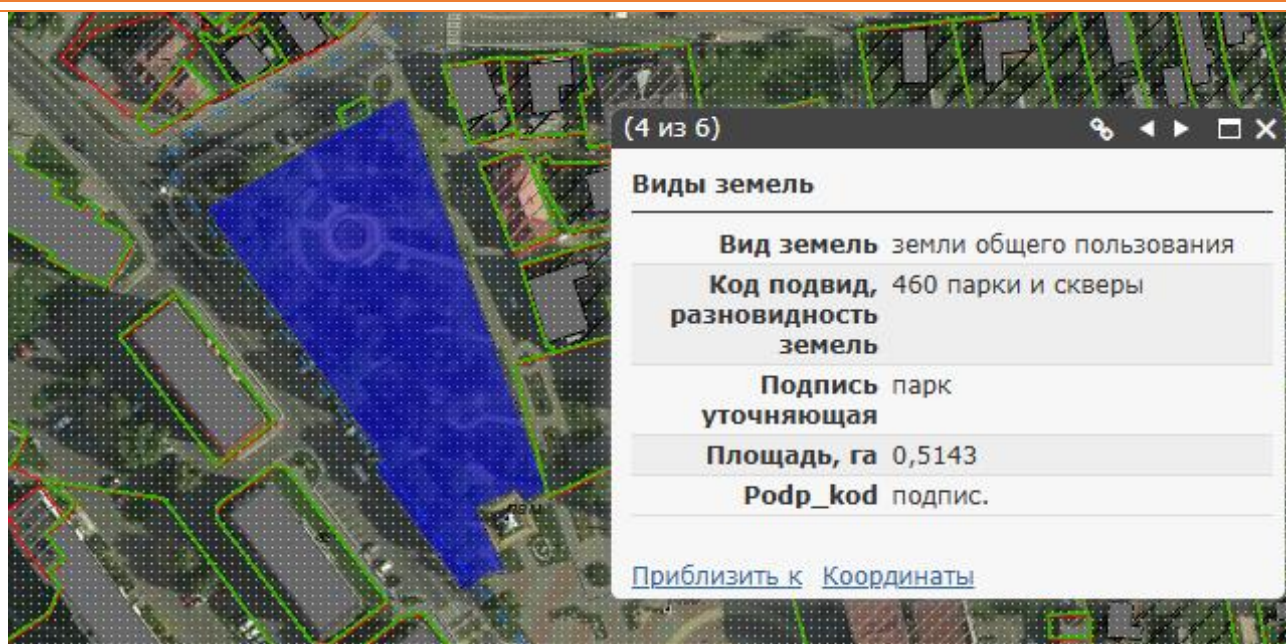 (4 из 6)
Виды земель
Вид земель земли общего пользования
Код подвид, 460 парки и скверы
разновидность
земель
Подпись парк
уточняющая
Площадь, га 0,5143
Podp_kod подпис.
Приблизить к Координаты